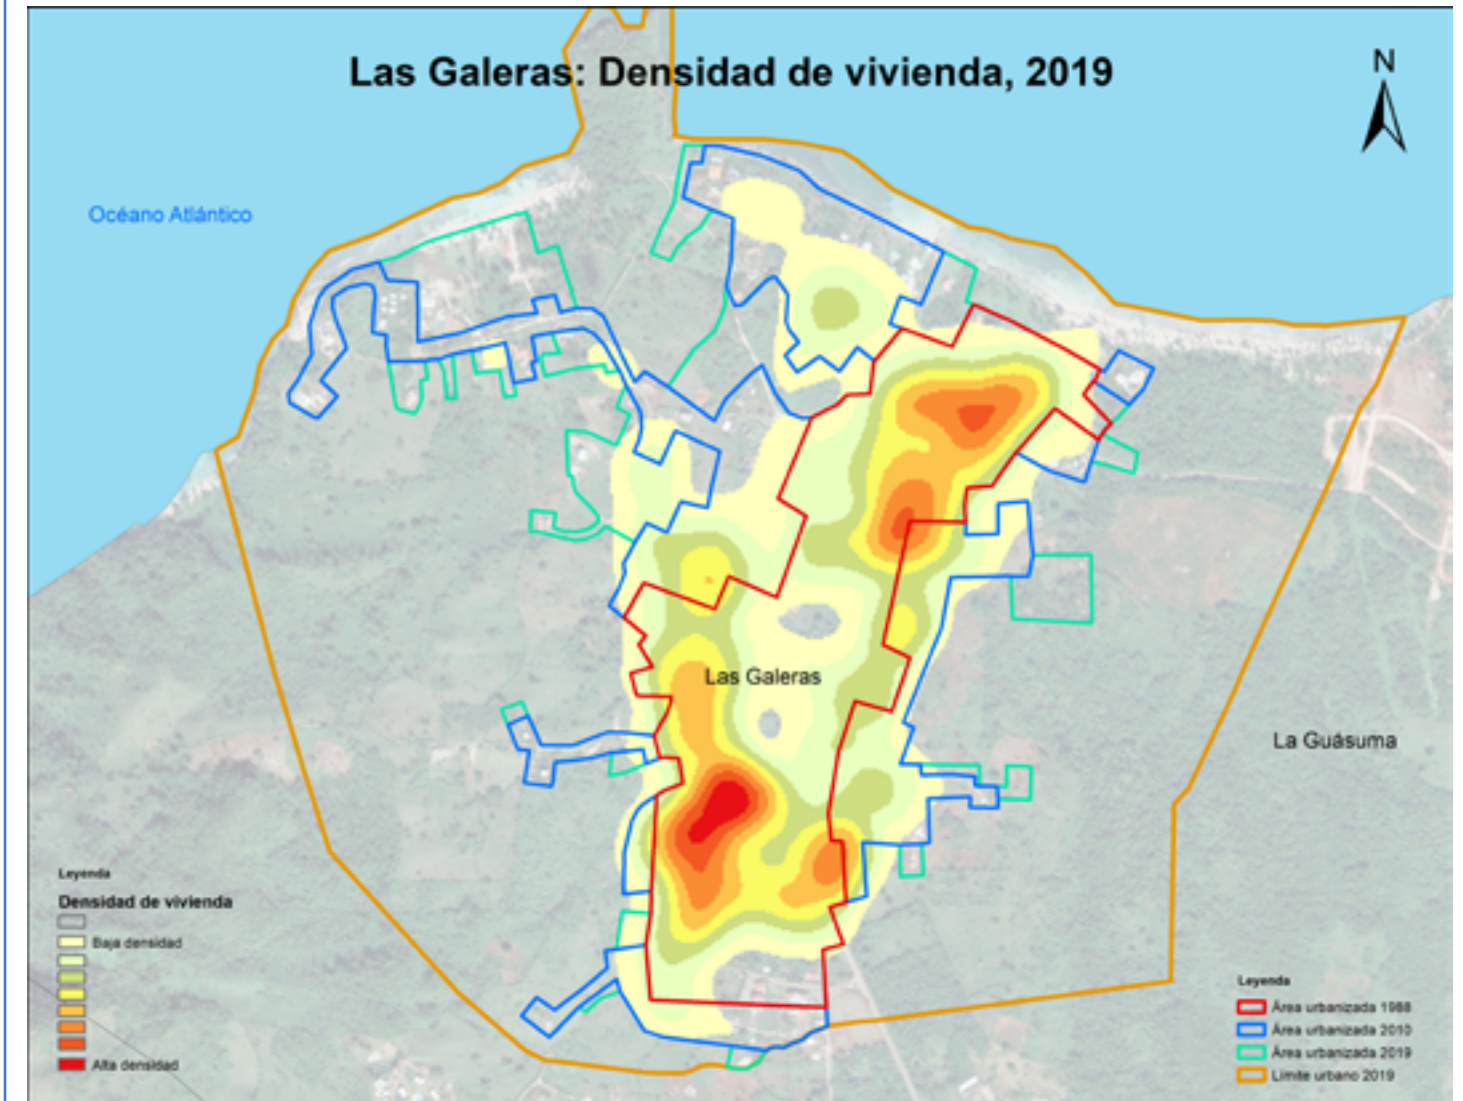 Las Galeras: Densidad de vivienda, 2019
N
Océano Atlántico
Las Galeras
La Guásuma
Leyenda
Densidad de vivienda
Baja densidad
Alta densidad
Leyenda
Área urbanizada 1988
Área urbanizada 2010
Área urbanizada 2019
Límite urbano 2019